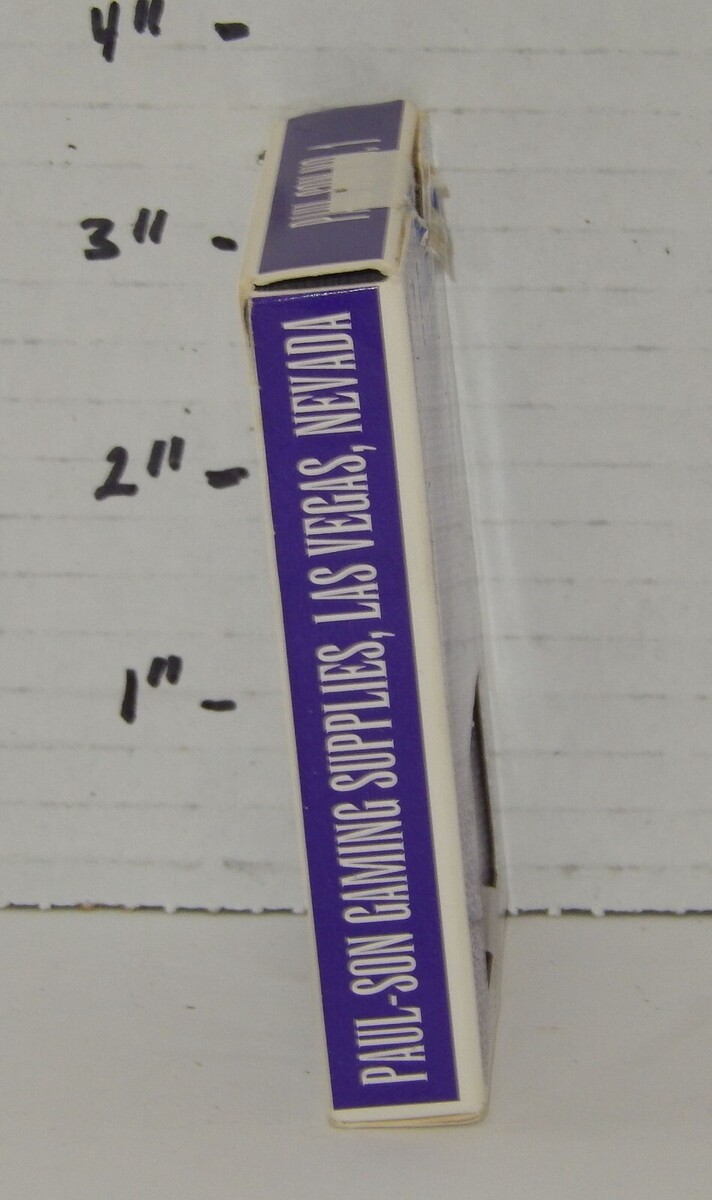 4"
3"
2"
1"
PAUL-SON GAMING SUPPLIES, LAS VEGAS, NEVADA